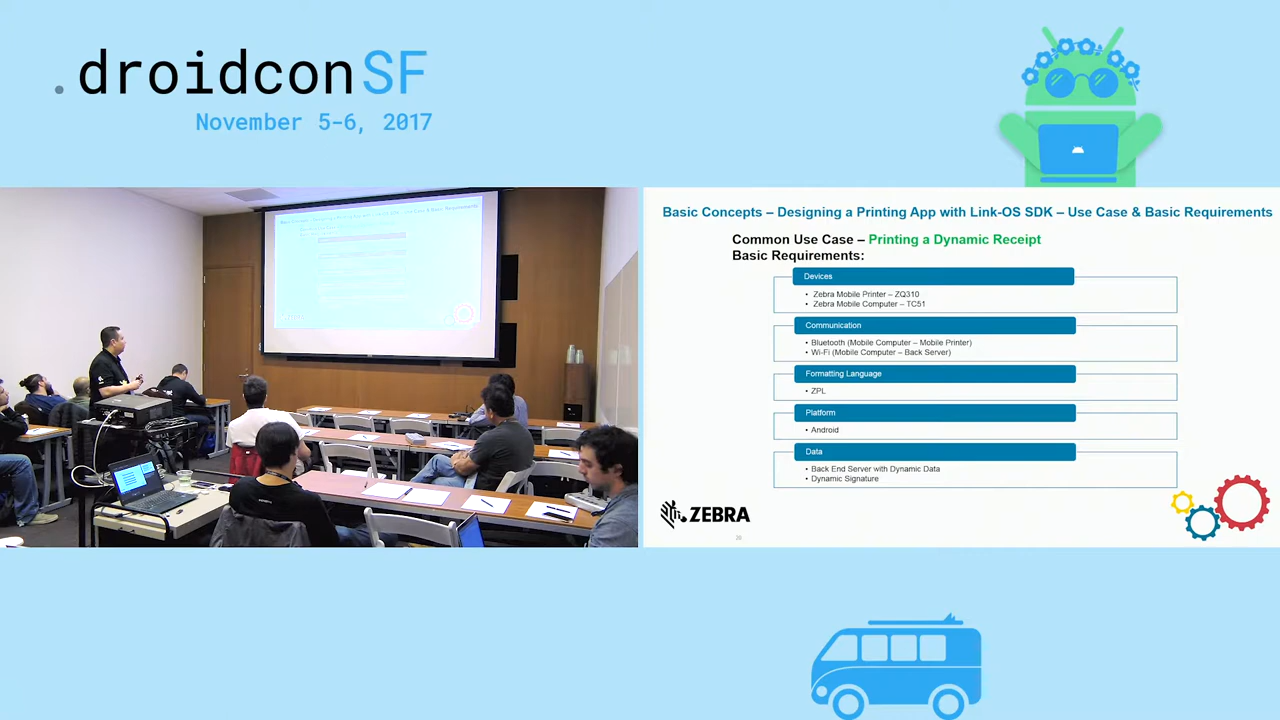 .droidconSF
November 5-6, 2017
Basic Concepts – Designing a Printing App with Link-OS SDK – Use Case & Basic Requirements
Common Use Case – Printing a Dynamic Receipt
Basic Requirements:
Devices
• Zebra Mobile Printer – ZQ310
• Zebra Mobile Computer – TC51
Communication
• Bluetooth (Mobile Computer – Mobile Printer)
• Wi-Fi (Mobile Computer – Back Server)
Formatting Language
• ZPL
Platform
• Android
Data
• Back End Server with Dynamic Data
• Dynamic Signature
ZEBRA